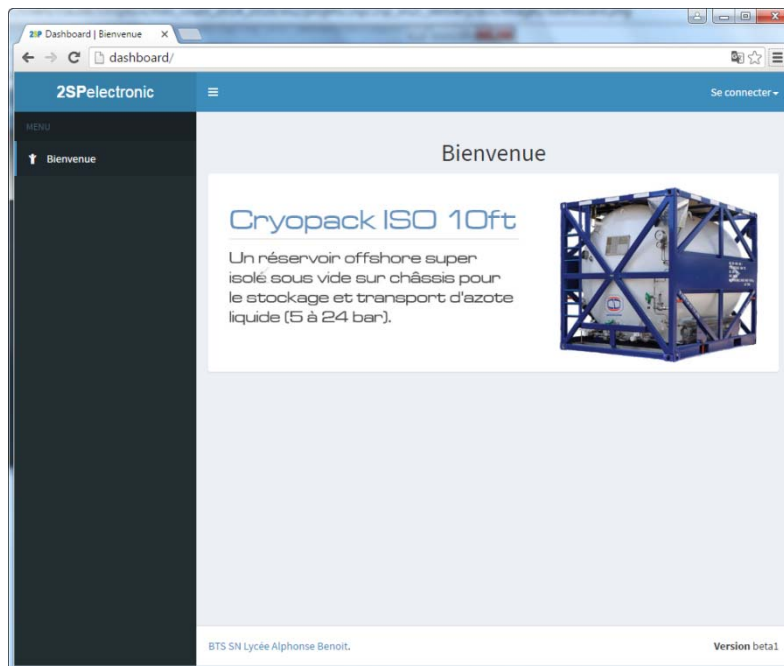 2SP Dashboard | Bienvenue
dashboard/
2SPelectronic
Se connecter
MENU
Bienvenue
Bienvenue
Cryopack ISO 10ft
Un réservoir offshore super
isolé sous vide sur châssis pour
le stockage et transport d'azote
liquide (5 à 24 bar).
BTS SN Lycée Alphonse Benoit.
Version beta1